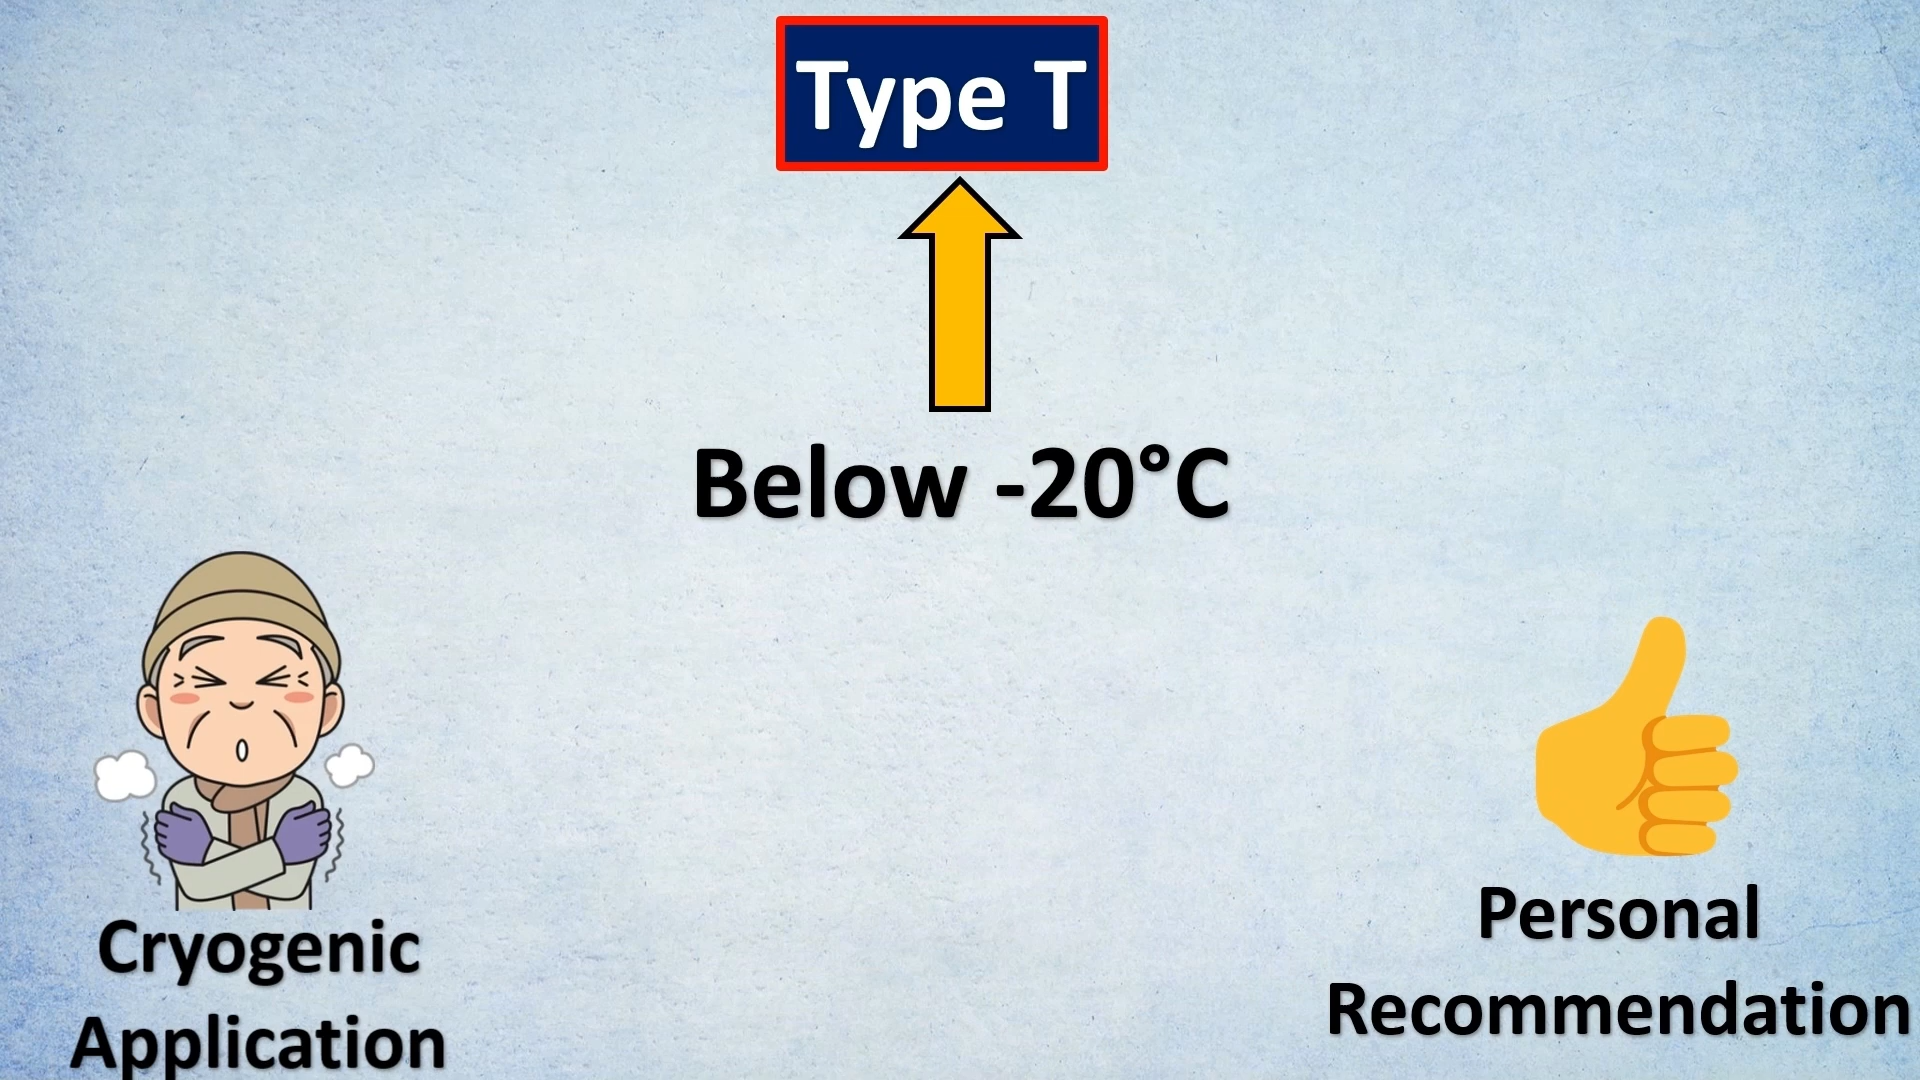 Type T
Below -20°C
Cryogenic
Application
Personal
Recommendation